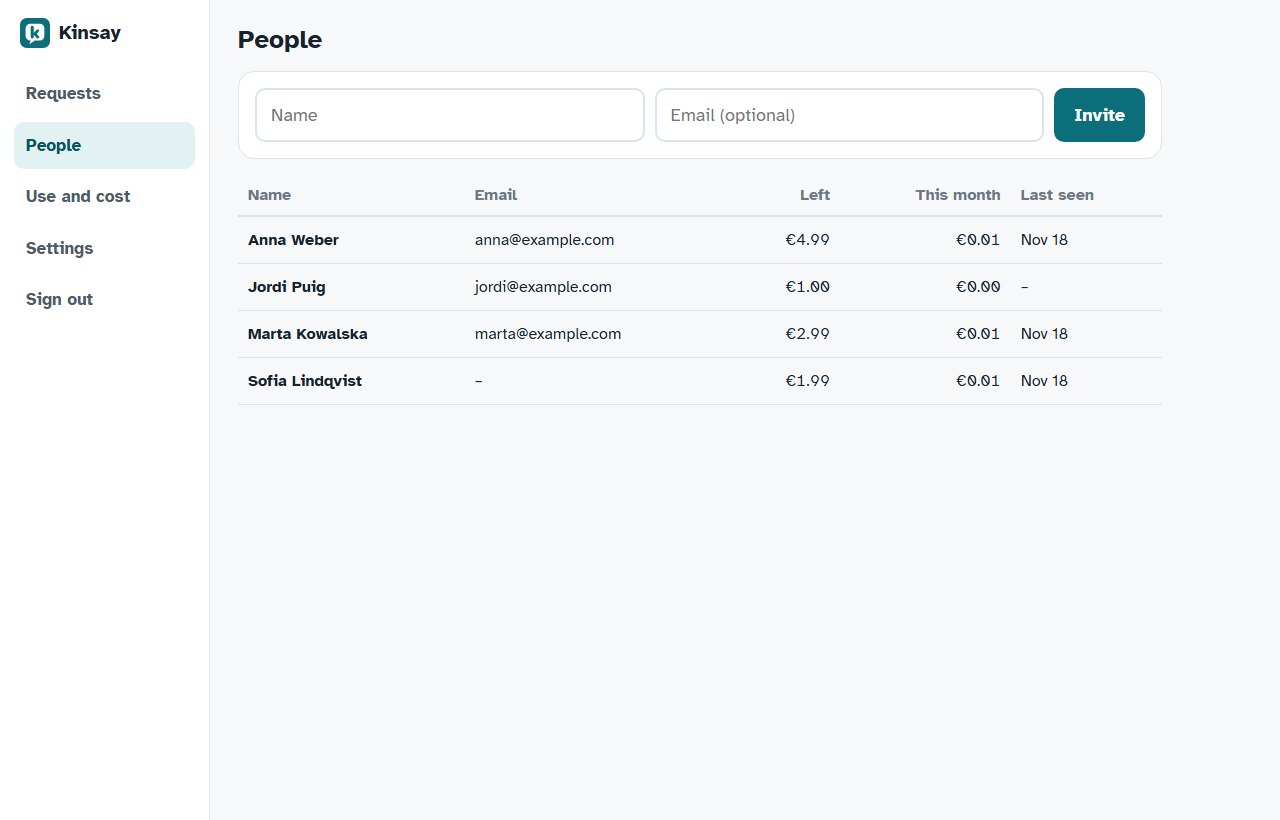 Kinsay
Requests
People
Use and cost
Settings
Sign out
People
Name
Email (optional)
Invite
Name Email Left This month Last seen
Anna Weber anna@example.com €4.99 €0.01 Nov 18
Jordi Puig jordi@example.com €1.00 €0.00 –
Marta Kowalska marta@example.com €2.99 €0.01 Nov 18
Sofia Lindqvist – €1.99 €0.01 Nov 18